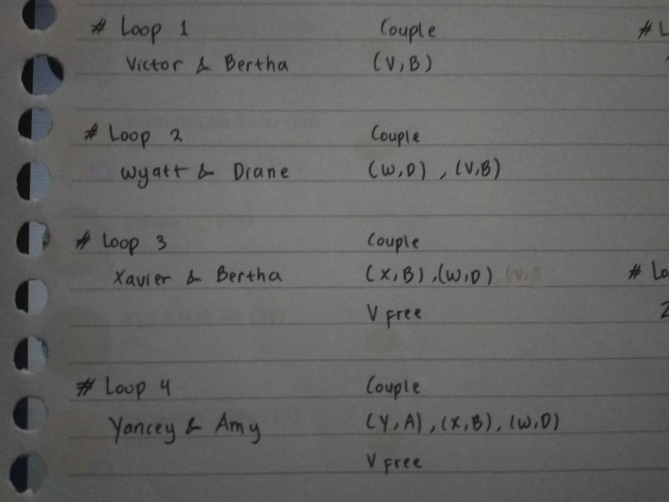 # Loop 1 Couple
Victor & Bertha (V,B)
# Loop 2 Couple
Wyatt & Diane (W,D) , (V,B)
# Loop 3 Couple
Xavier & Bertha (X,B) , (W,D)
V Free
# Loop 4 Couple
Yancey & Amy (Y,A) , (X,B) , (W,D)
V Free